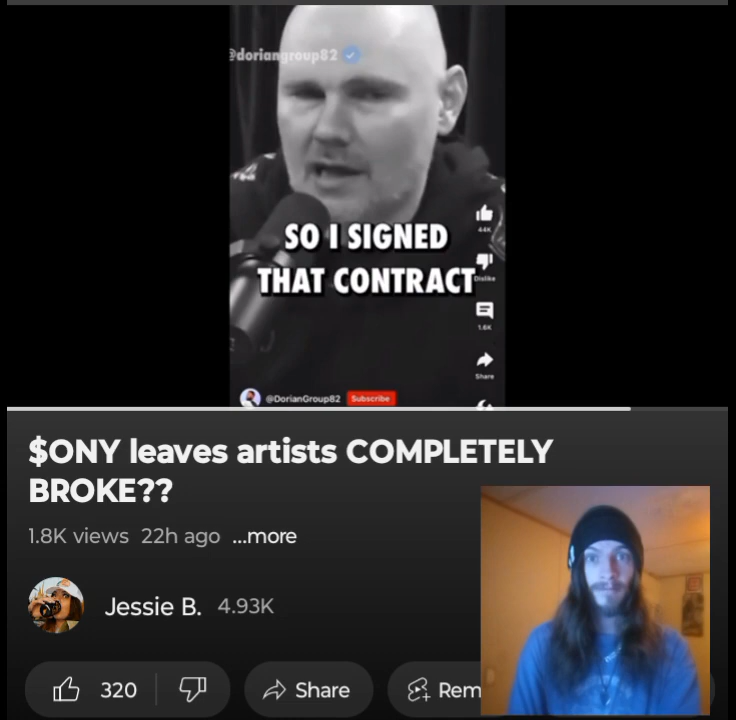 @doriangroup82
SO I SIGNED
THAT CONTRACT
44K
Dislike
1.6K
Share
@DorianGroup82 Subscribe
$ONY leaves artists COMPLETELY
BROKE??
1.8K views 22h ago ...more
Jessie B. 4.93K
320 Share Rem